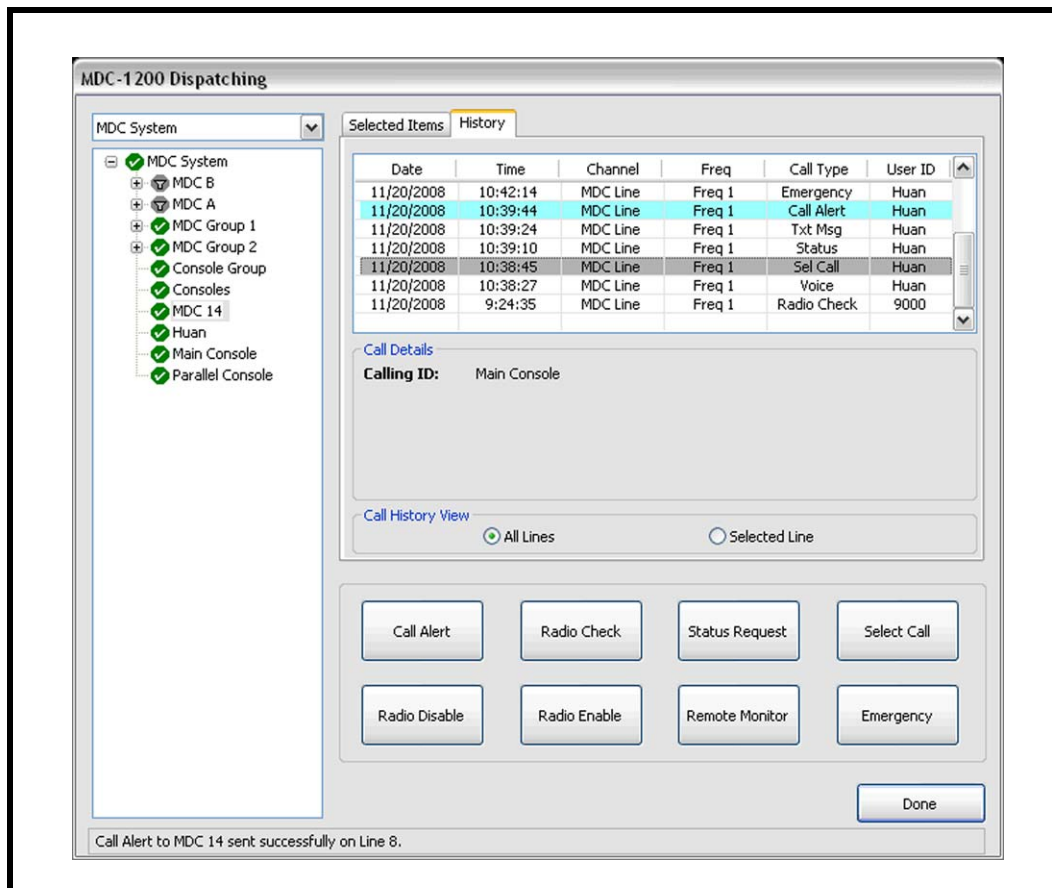 MDC-1200 Dispatching
MDC System
MDC System
MDC B
MDC A
MDC Group 1
MDC Group 2
Console Group
Consoles
MDC 14
Huan
Main Console
Parallel Console
Selected Items History
Date Time Channel Freq Call Type User ID
11/20/2008 10:42:14 MDC Line Freq 1 Emergency Huan
11/20/2008 10:39:44 MDC Line Freq 1 Call Alert Huan
11/20/2008 10:39:24 MDC Line Freq 1 Txt Msg Huan
11/20/2008 10:39:10 MDC Line Freq 1 Status Huan
11/20/2008 10:38:45 MDC Line Freq 1 Sel Call Huan
11/20/2008 10:38:27 MDC Line Freq 1 Voice Huan
11/20/2008 9:24:35 MDC Line Freq 1 Radio Check 9000
Call Details
Calling ID: Main Console
Call History View
All Lines Selected Line
Call Alert Radio Check Status Request Select Call
Radio Disable Radio Enable Remote Monitor Emergency
Done
Call Alert to MDC 14 sent successfully on Line 8.